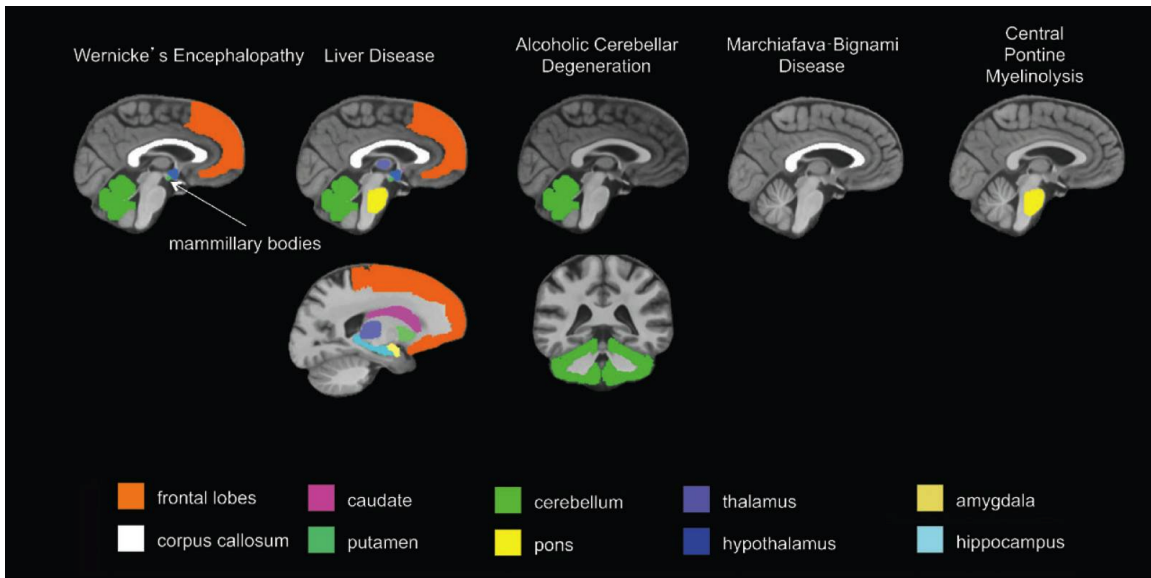 Wernicke`s Encephalopathy
Liver Disease
Alcoholic Cerebellar
Degeneration
Marchiafava-Bignami
Disease
Central
Pontine
Myelinolysis
mammillary bodies
frontal lobes
caudate
cerebellum
thalamus
amygdala
corpus callosum
putamen
pons
hypothalamus
hippocampus